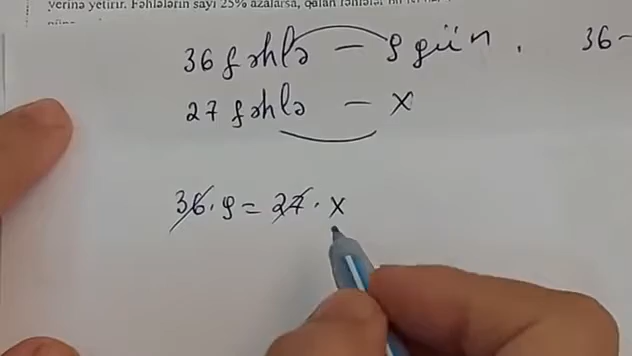 yerinə yetirir. Fəhlələrin sayı 25% azalarsa, qalan fəhlələr
36 fəhlə — 9 gün.
36 -
27 fəhlə — x
36 · 9 = 27 · x